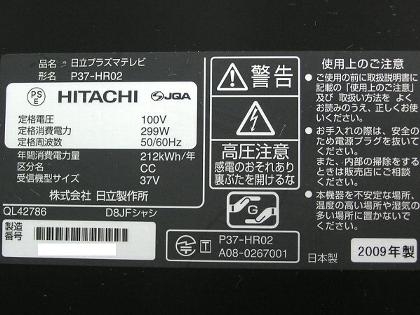 品名 日立プラズマテレビ
形名 P37-HR02
PS
E
HITACHI
JQA
定格電圧 100V
定格消費電力 299W
定格周波数 50/60Hz
年間消費電力量 212kWh/年
区分名 CC
受信機型サイズ 37V
株式会社 日立製作所
QL42786 D8JFシャシ
製造
番号
警告
高圧注意
感電のおそれあり
裏ぶたを開けるな
G
T
P37-HR02
A08-0267001
使用上のご注意
●ご使用の前に取扱説明書に
記載の「使用上のご注意」
及び 取扱い方法を よく
お読みのうえ、正しくお使
いください。
●お手入れの際は、安全の
ため電源プラグを抜いて
ください。
また、内部の掃除をする
ときは販売店にご相談
ください。
●本機器を不安定な場所、
温度の高い場所や湿気の
多い場所に置かないで
ください。
日本製
2009年製